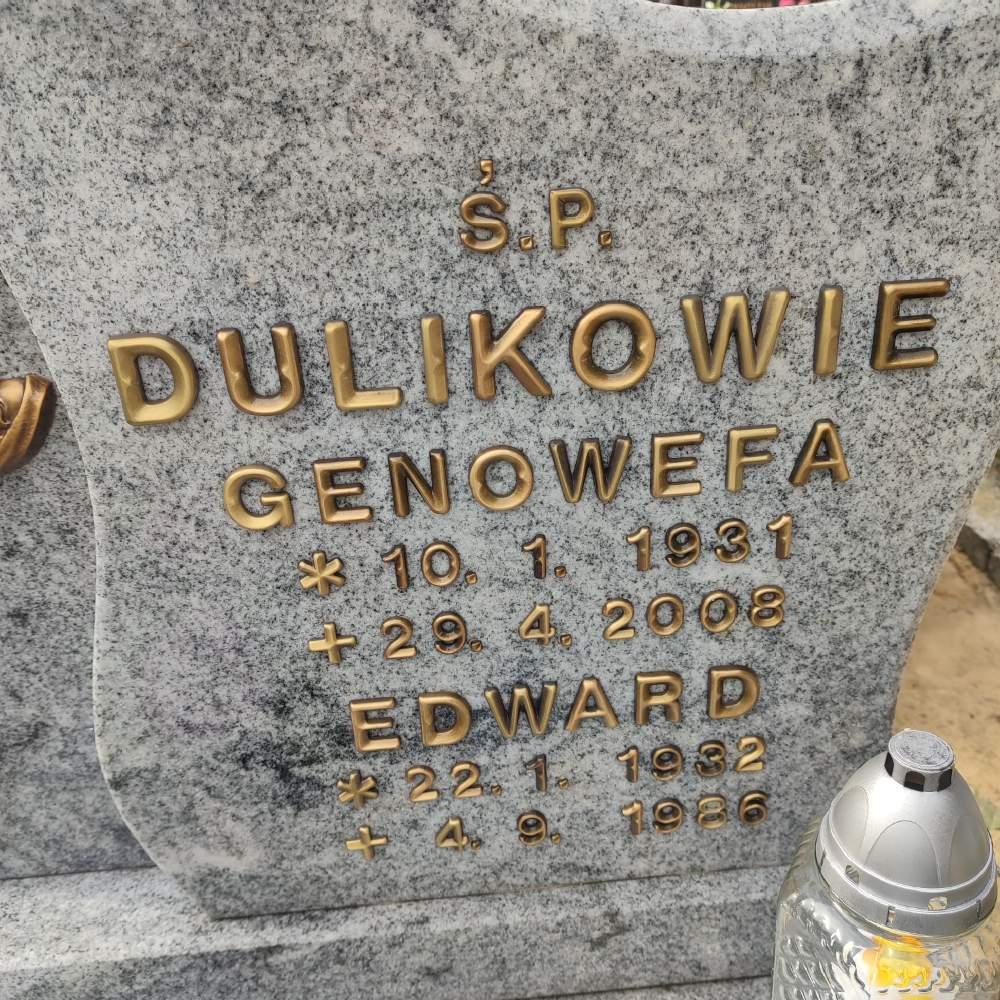 Ś.P.
DULIKOWIE
GENOWEFA
* 10. 1. 1931
+ 29. 4. 2008
EDWARD
* 22. 1. 1932
+ 4. 9. 1986